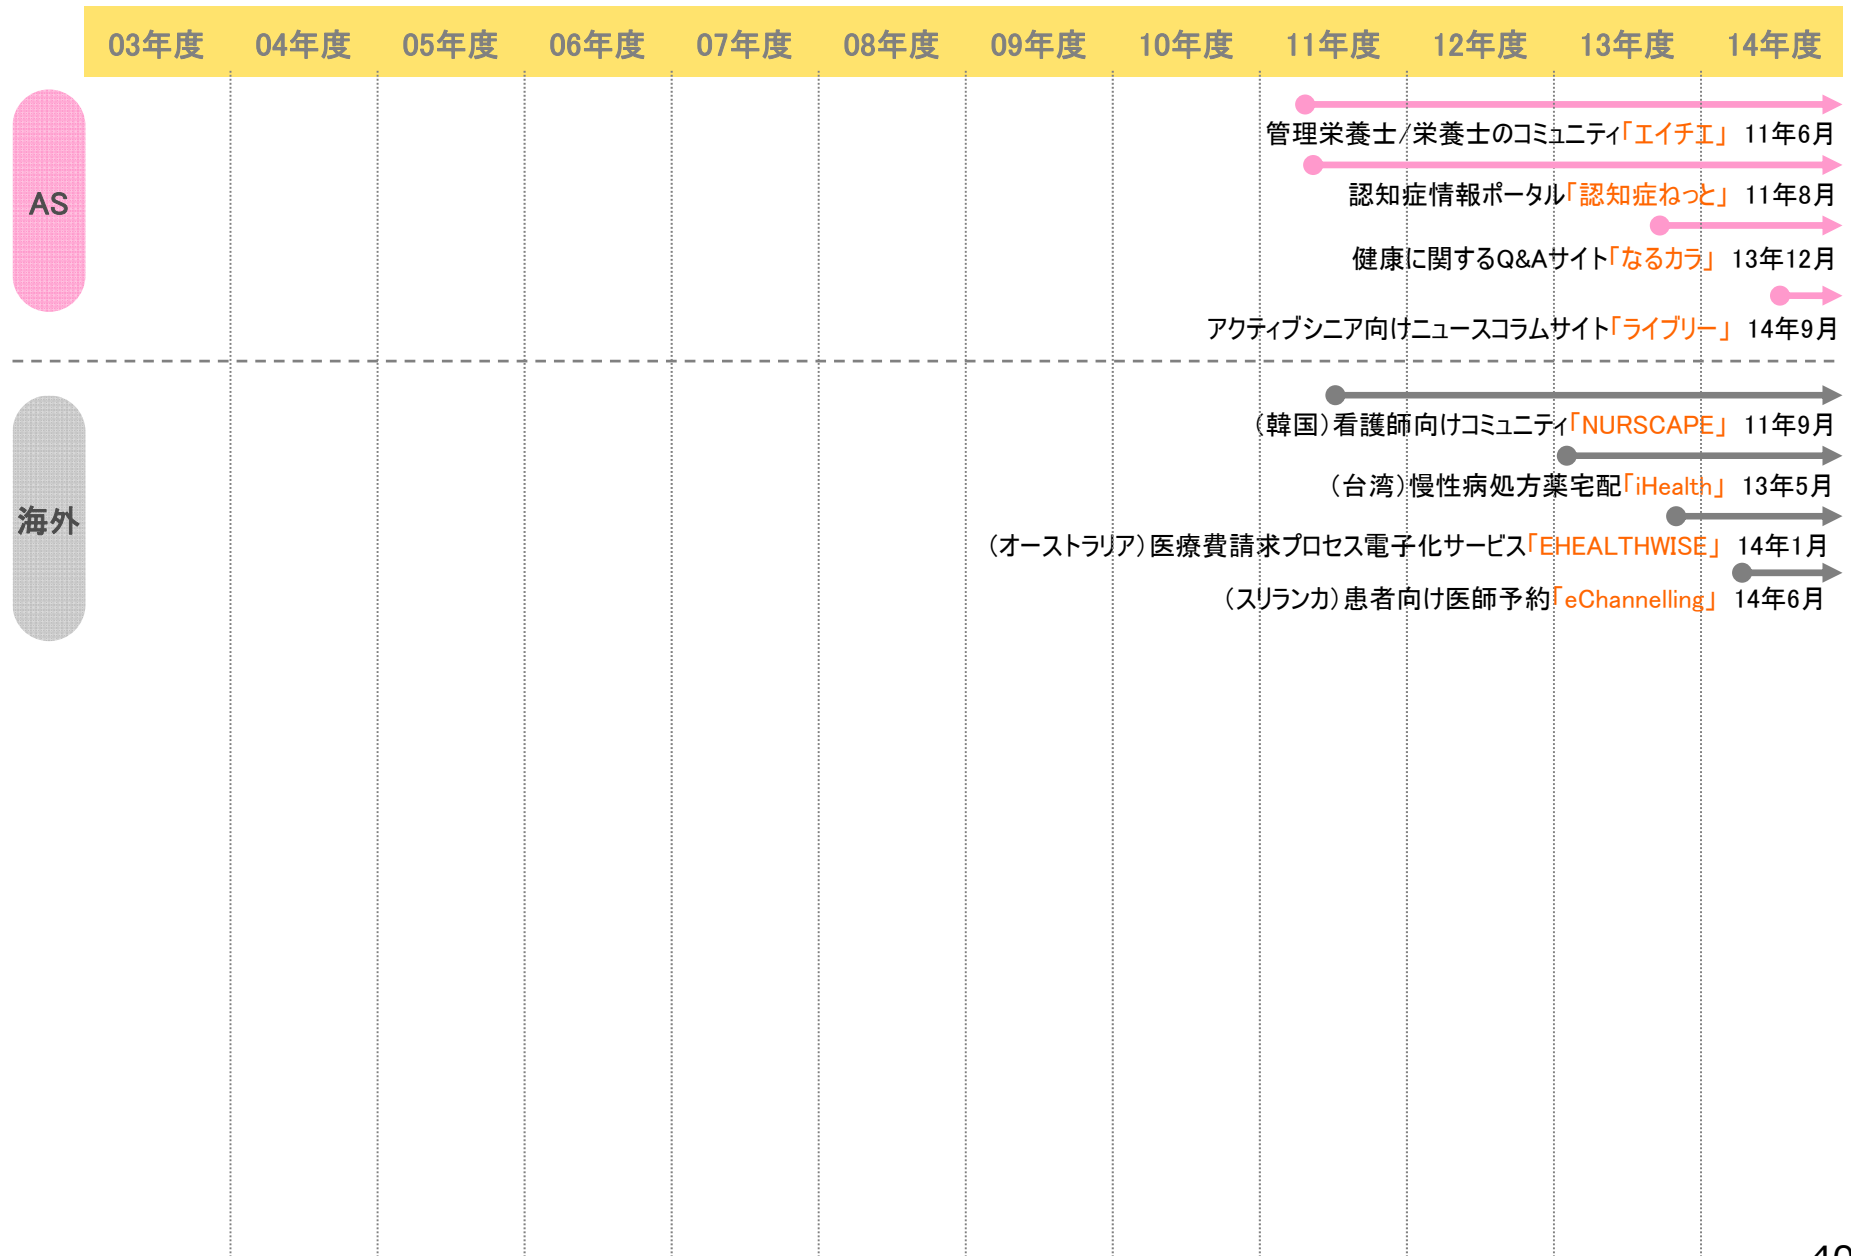 03年度 04年度 05年度 06年度 07年度 08年度 09年度 10年度 11年度 12年度 13年度 14年度
AS
管理栄養士/栄養士のコミュニティ「エイチエ」 11年6月
認知症情報ポータル「認知症ねっと」 11年8月
健康に関するQ&Aサイト「なるカラ」 13年12月
アクティブシニア向けニュースコラムサイト「ライブリー」 14年9月
海外
（韓国）看護師向けコミュニティ「NURSCAPE」 11年9月
（台湾）慢性病処方薬宅配「iHealth」 13年5月
（オーストラリア）医療費請求プロセス電子化サービス「EHEALTHWISE」 14年1月
（スリランカ）患者向け医師予約「eChannelling」 14年6月